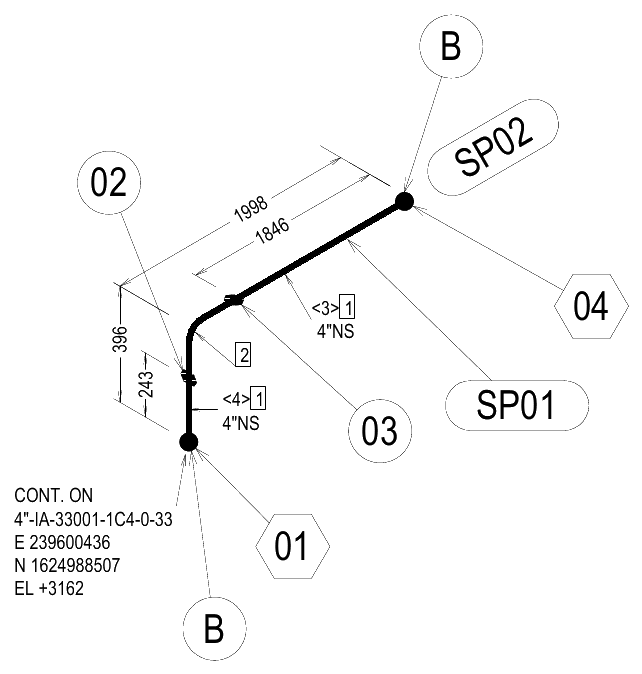 B
SP02
02
1998
1846
04
<3> 1
4"NS
396
2
243
<4> 1
4"NS
SP01
03
CONT. ON
4"-IA-33001-1C4-0-33
E 239600436
N 1624988507
EL +3162
01
B